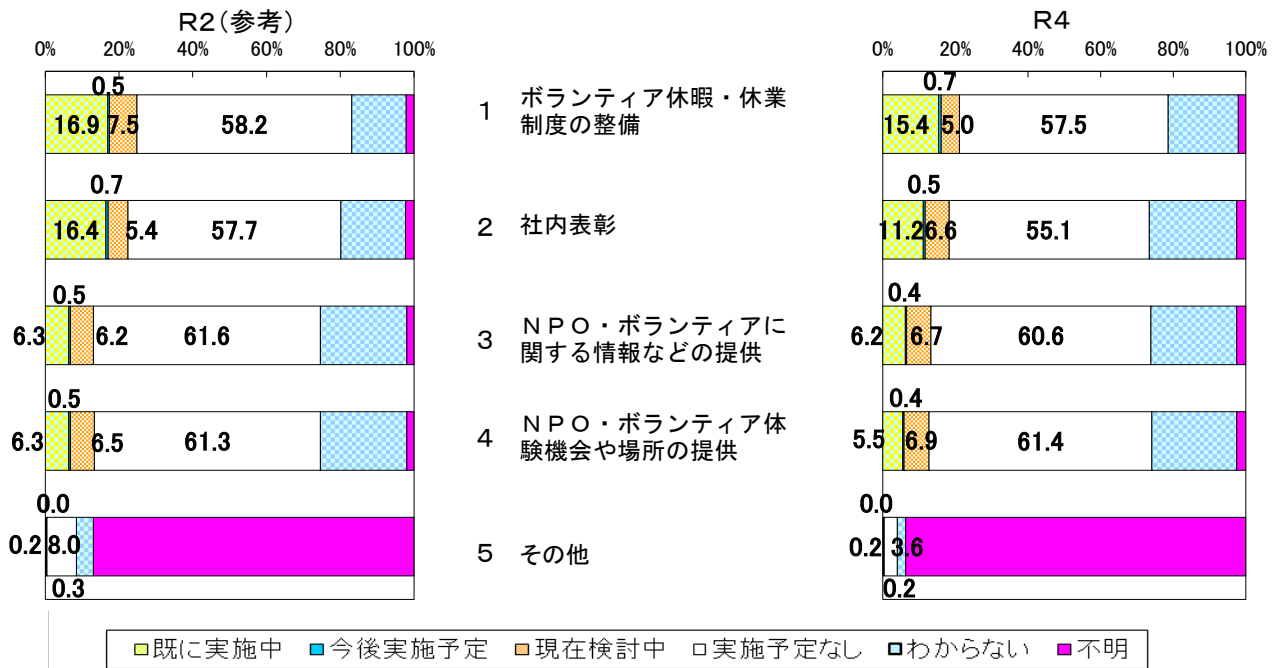 R2(参考)
0% 20% 40% 60% 80% 100%
0.5
16.9 7.5 58.2
0.7
16.4 5.4 57.7
0.5
6.3 6.2 61.6
0.5
6.3 6.5 61.3
0.0
0.2 8.0
0.3
1 ボランティア休暇・休業
制度の整備
2 社内表彰
3 NPO・ボランティアに
関する情報などの提供
4 NPO・ボランティア体
験機会や場所の提供
5 その他
R4
0% 20% 40% 60% 80% 100%
0.7
15.4 5.0 57.5
0.5
11.2 6.6 55.1
0.4
6.2 6.7 60.6
0.4
5.5 6.9 61.4
0.0
0.2 3.6
0.2
既に実施中 今後実施予定 現在検討中 実施予定なし わからない 不明